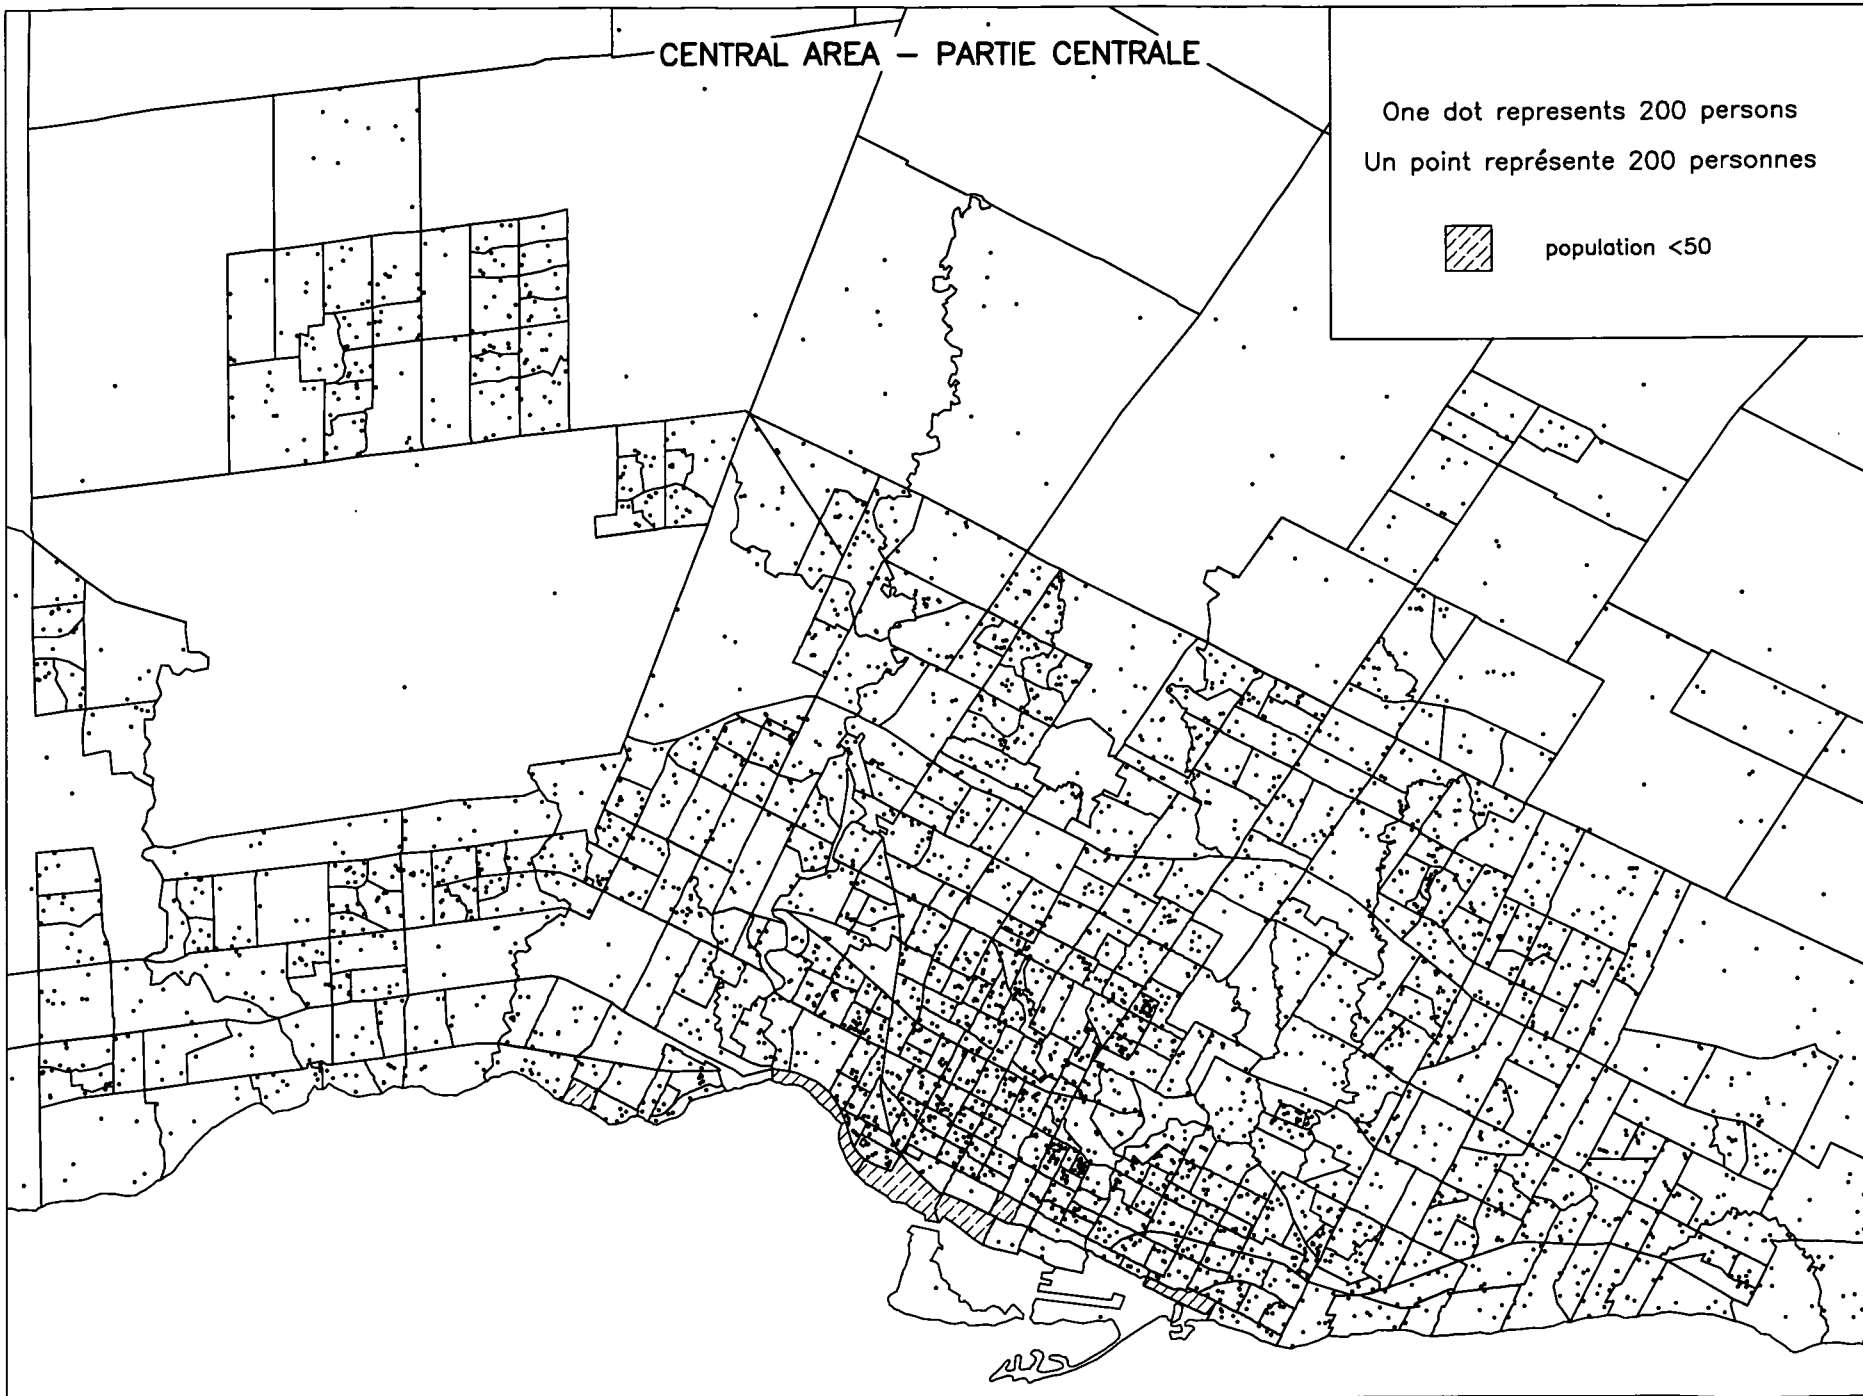 CENTRAL AREA – PARTIE CENTRALE
One dot represents 200 persons
Un point représente 200 personnes
population <50